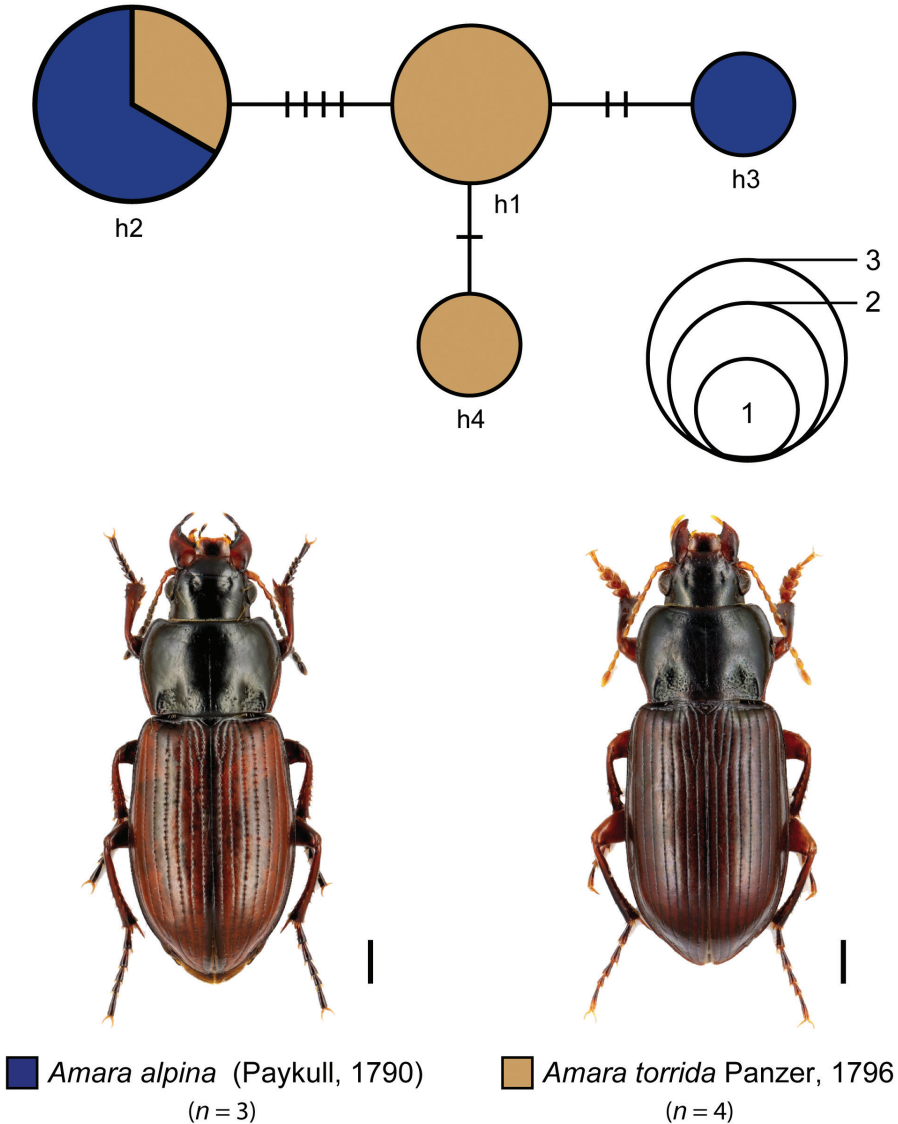 h2
h1
h3
h4
3
2
1
Amara alpina (Paykull, 1790)
(n = 3)
Amara torrida Panzer, 1796
(n = 4)